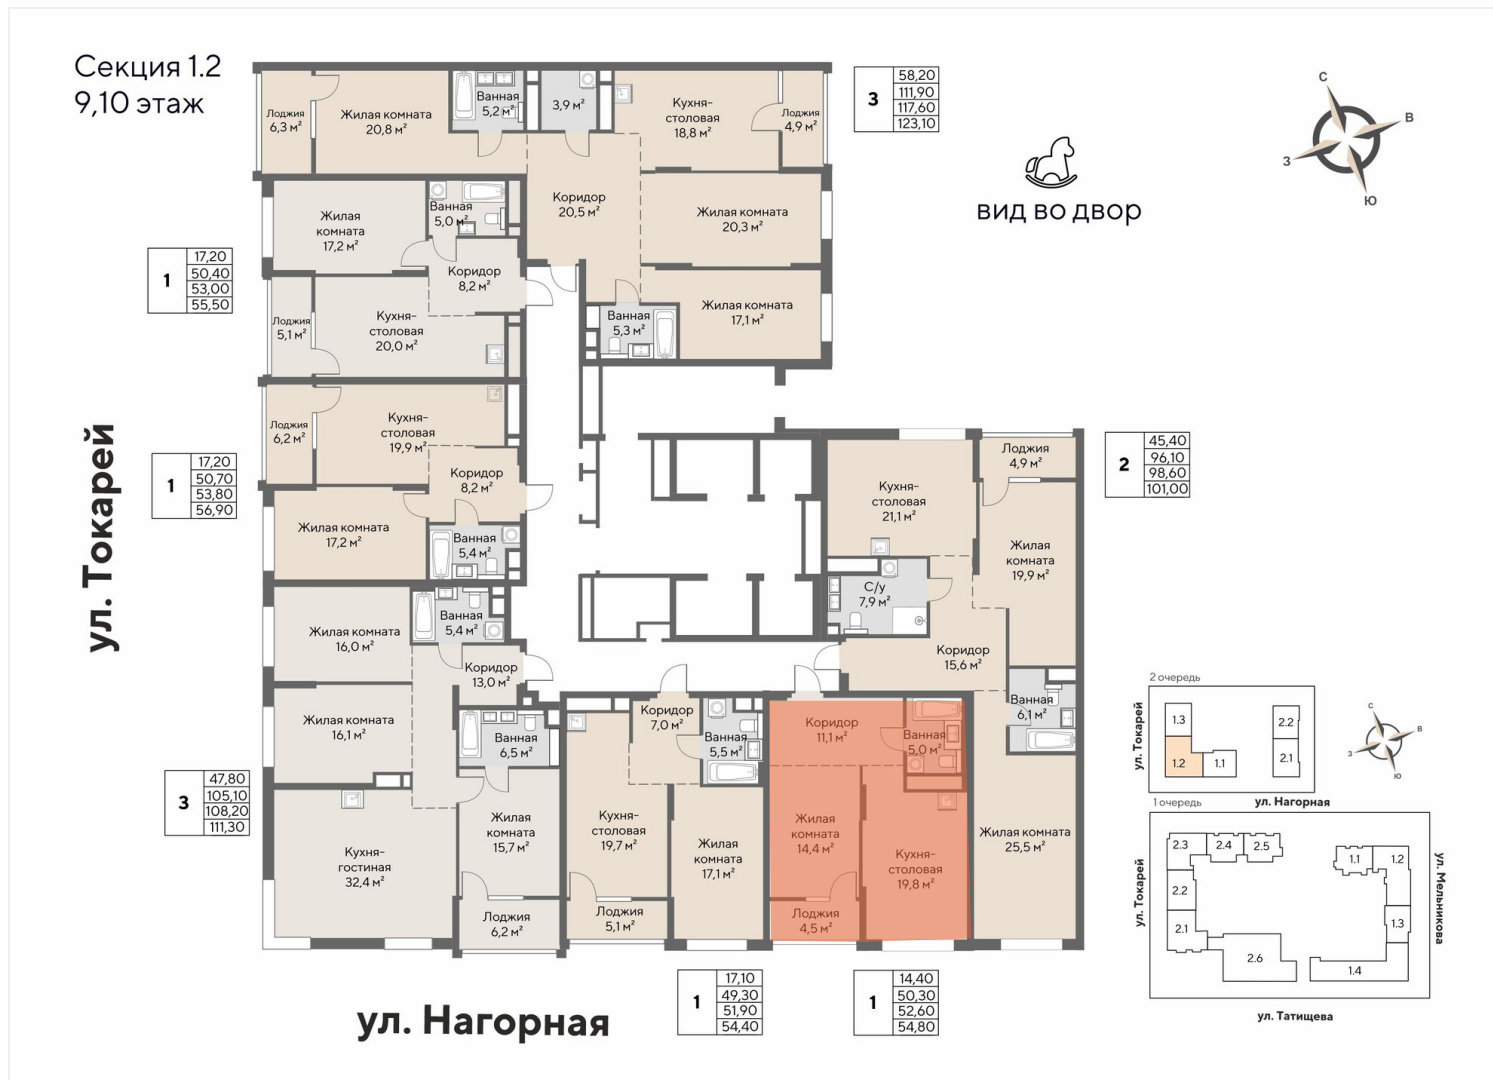 Секция 1.2
9,10 этаж
Лоджия
6,3 м²
Жилая комната
20,8 м²
Ванная
5,2 м²
3,9 м²
Кухня-
столовая
18,8 м²
Лоджия
4,9 м²
3
58,20
111,90
117,60
123,10
С
В
З
Ю
вид во двор
Жилая
комната
17,2 м²
Ванная
5,0 м²
Коридор
20,5 м²
Жилая комната
20,3 м²
1
17,20
50,40
53,00
55,50
Коридор
8,2 м²
Лоджия
5,1 м²
Кухня-
столовая
20,0 м²
Ванная
5,3 м²
Жилая комната
17,1 м²
ул. Токарей
Лоджия
6,2 м²
Кухня-
столовая
19,9 м²
1
17,20
50,70
53,80
56,90
Коридор
8,2 м²
Жилая комната
17,2 м²
Ванная
5,4 м²
Кухня-
столовая
21,1 м²
Лоджия
4,9 м²
2
45,40
96,10
98,60
101,00
Жилая
комната
19,9 м²
С/у
7,9 м²
Жилая комната
16,0 м²
Ванная
5,4 м²
Коридор
13,0 м²
Коридор
15,6 м²
Жилая комната
16,1 м²
Ванная
6,5 м²
Коридор
7,0 м²
Ванная
5,5 м²
Коридор
11,1 м²
Ванная
5,0 м²
Ванная
6,1 м²
3
47,80
105,10
108,20
111,30
Кухня-
гостиная
32,4 м²
Жилая
комната
15,7 м²
Кухня-
столовая
19,7 м²
Жилая
комната
17,1 м²
Жилая
комната
14,4 м²
Кухня-
столовая
19,8 м²
Жилая комната
25,5 м²
Лоджия
6,2 м²
Лоджия
5,1 м²
Лоджия
4,5 м²
1
17,10
49,30
51,90
54,40
1
14,40
50,30
52,60
54,80
ул. Нагорная
2 очередь
ул. Токарей
1.3
1.2
1.1
2.2
2.1
ул. Нагорная
С
В
З
Ю
1 очередь
ул. Токарей
2.3
2.4
2.5
2.2
2.1
2.6
1.1
1.2
1.3
1.4
ул. Мельникова
ул. Татищева